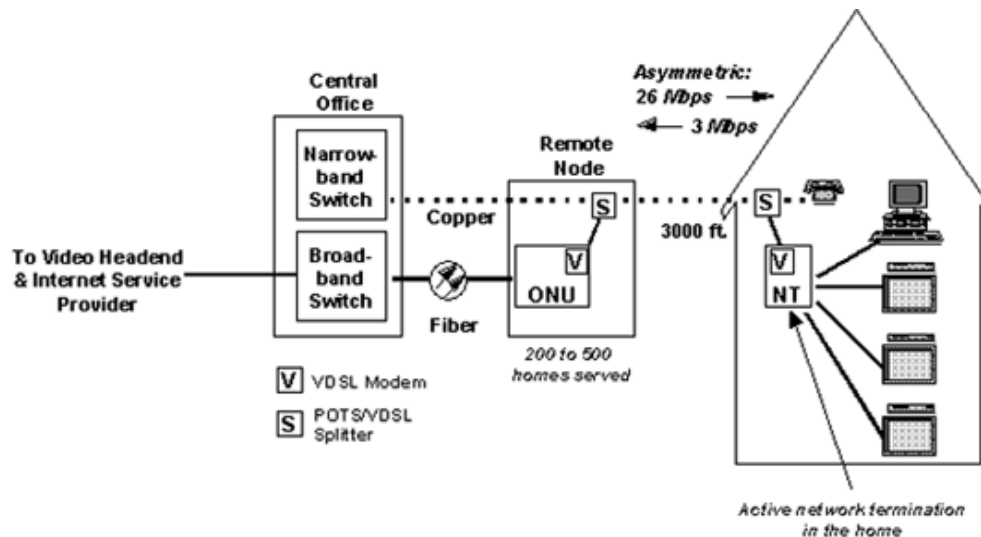 Central
Office
Narrow-
band
Switch
Broad-
band
Switch
To Video Headend
& Internet Service
Provider
Copper
Fiber
Remote
Node
S
V
ONU
200 to 500
homes served
V VDSL Modem
S POTS/VDSL
Splitter
Asymmetric:
26 Mbps
3 Mbps
3000 ft.
S
V
NT
Active network termination
in the home